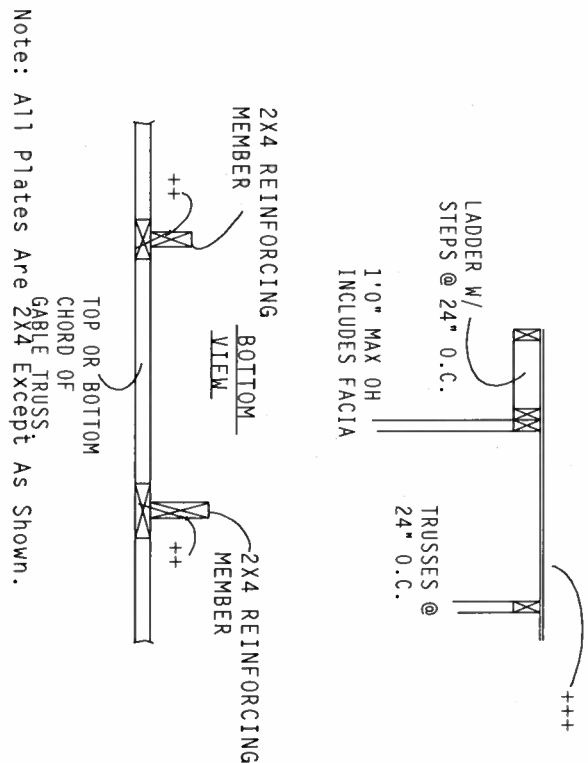 LADDER W/
STEPS @ 24" O.C.
1'0" MAX OH
INCLUDES FACIA
TRUSSES @
24" O.C.
+++
2X4 REINFORCING
MEMBER
++
BOTTOM
VIEW
2X4 REINFORCING
MEMBER
++
TOP OR BOTTOM
CHORD OF
GABLE TRUSS.
Note: All Plates Are 2X4 Except As Shown.